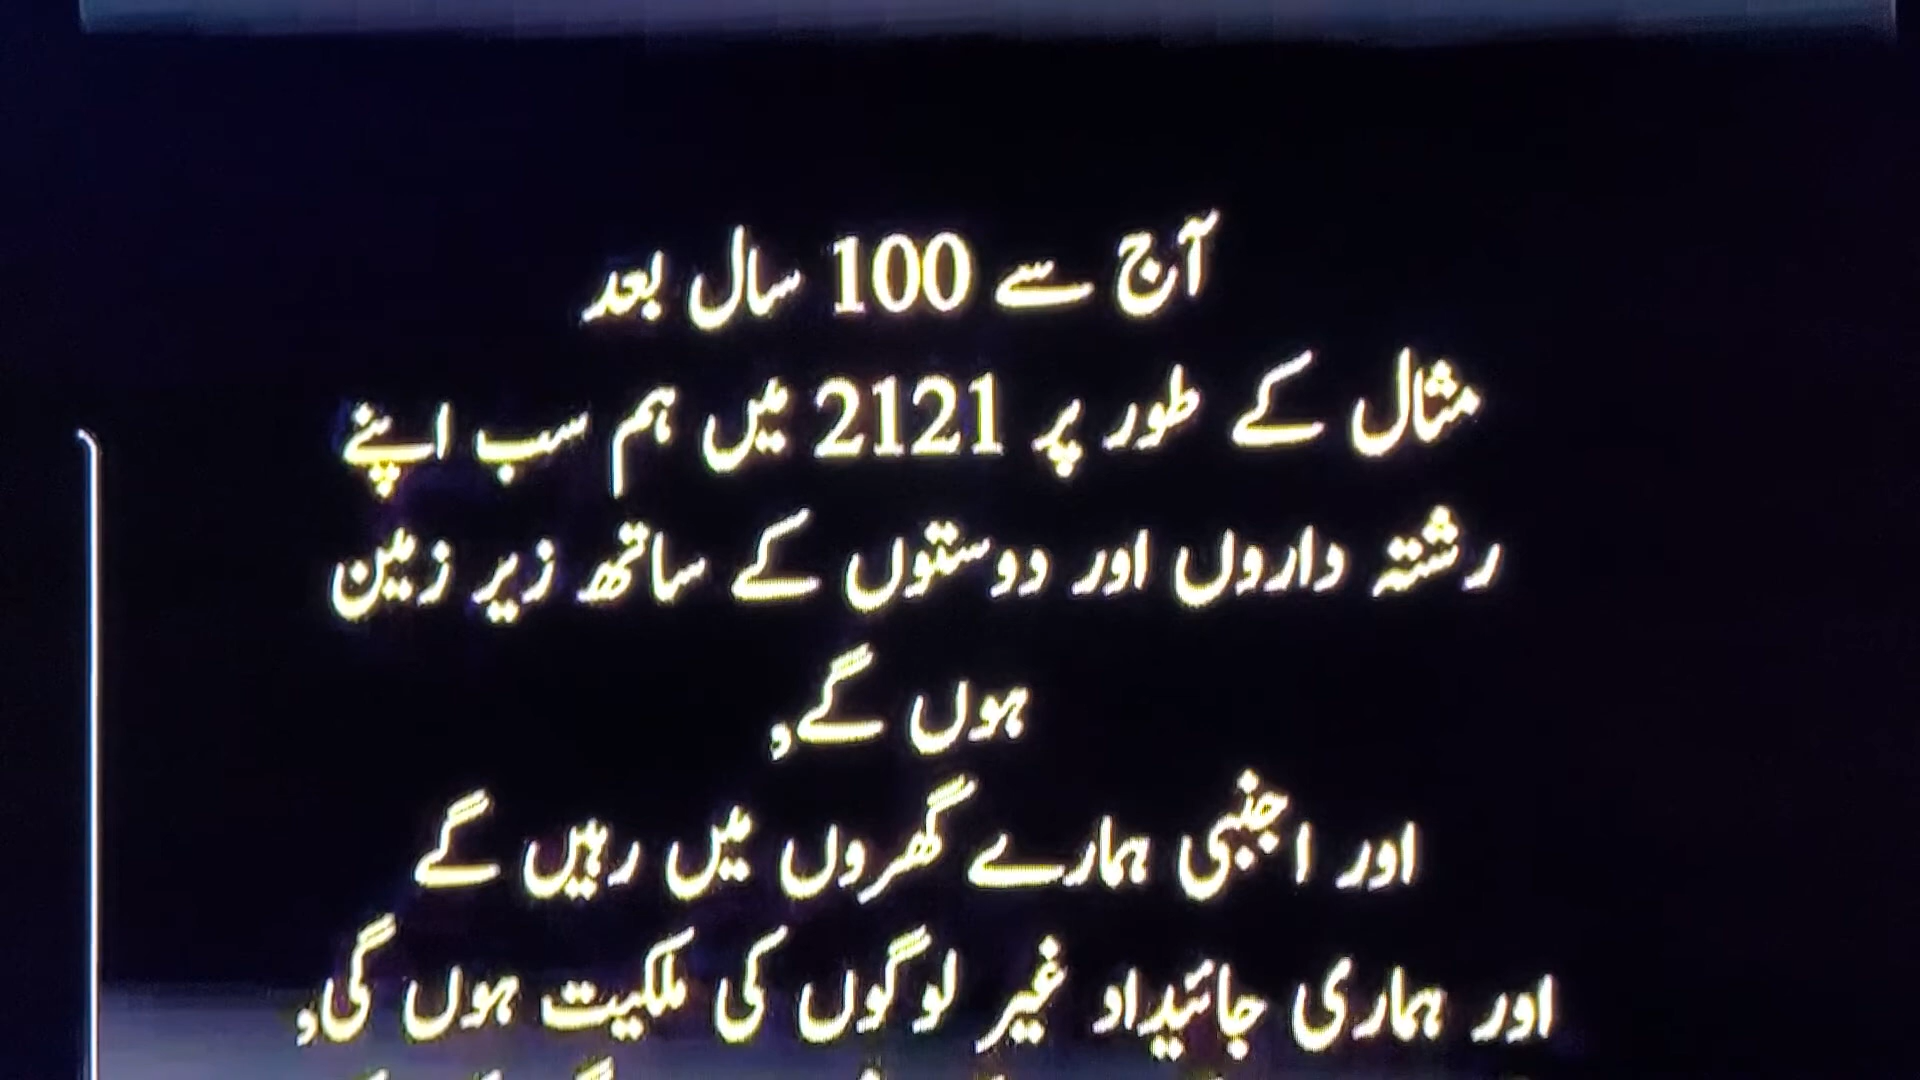 آج سے 100 سال بعد
مثال کے طور پر 2121 میں ہم سب اپنے
رشتہ داروں اور دوستوں کے ساتھ زیر زمین
ہوں گے,
اور اجنبی ہمارے گھروں میں رہیں گے
اور ہماری جائیداد غیر لوگوں کی ملکیت ہوں گی,